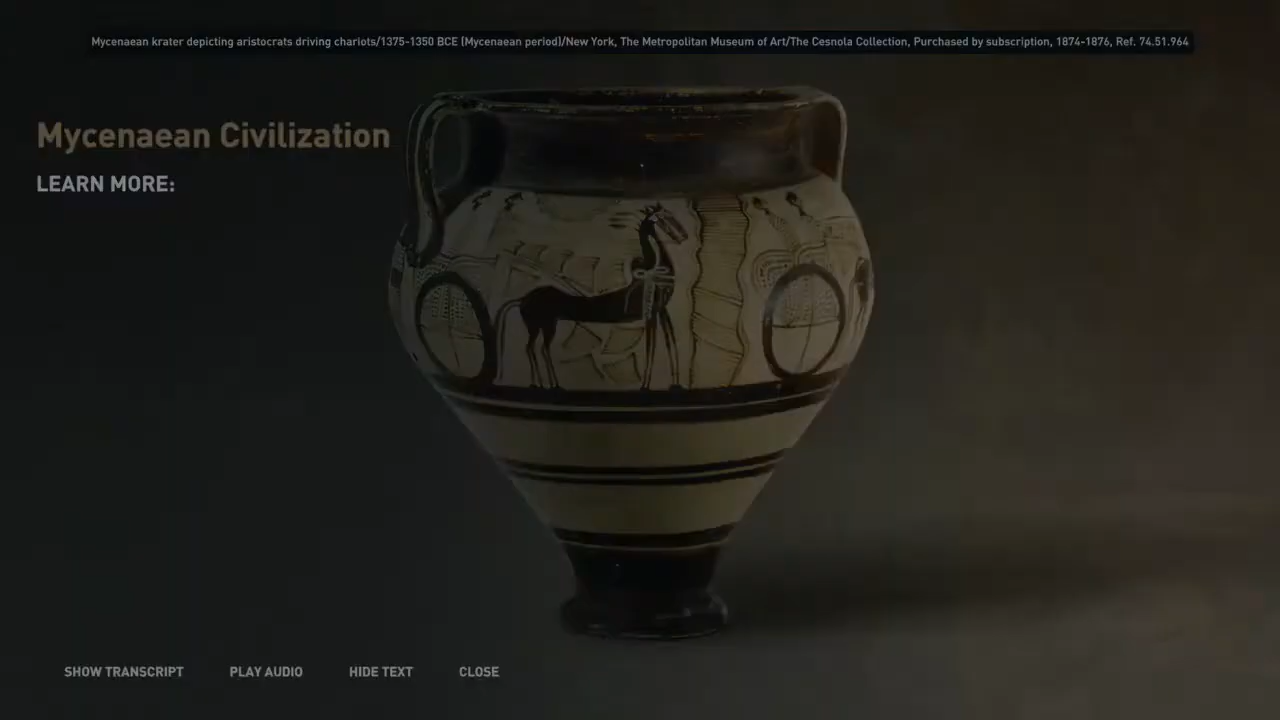 Mycenaean krater depicting aristocrats driving chariots/1375-1350 BCE (Mycenaean period)/New York, The Metropolitan Museum of Art/The Cesnola Collection, Purchased by subscription, 1874-1876, Ref. 74.51.964
Mycenaean Civilization
LEARN MORE:
SHOW TRANSCRIPT PLAY AUDIO HIDE TEXT CLOSE